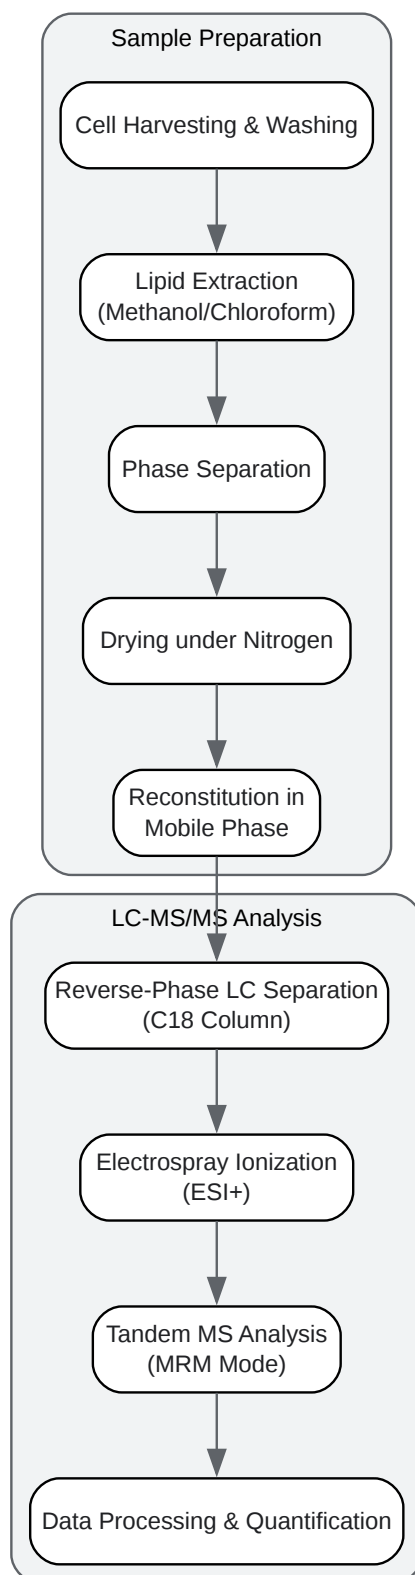 Sample Preparation
Cell Harvesting & Washing
Lipid Extraction
(Methanol/Chloroform)
Phase Separation
Drying under Nitrogen
Reconstitution in
Mobile Phase
LC-MS/MS Analysis
Reverse-Phase LC Separation
(C18 Column)
Electrospray Ionization
(ESI+)
Tandem MS Analysis
(MRM Mode)
Data Processing & Quantification